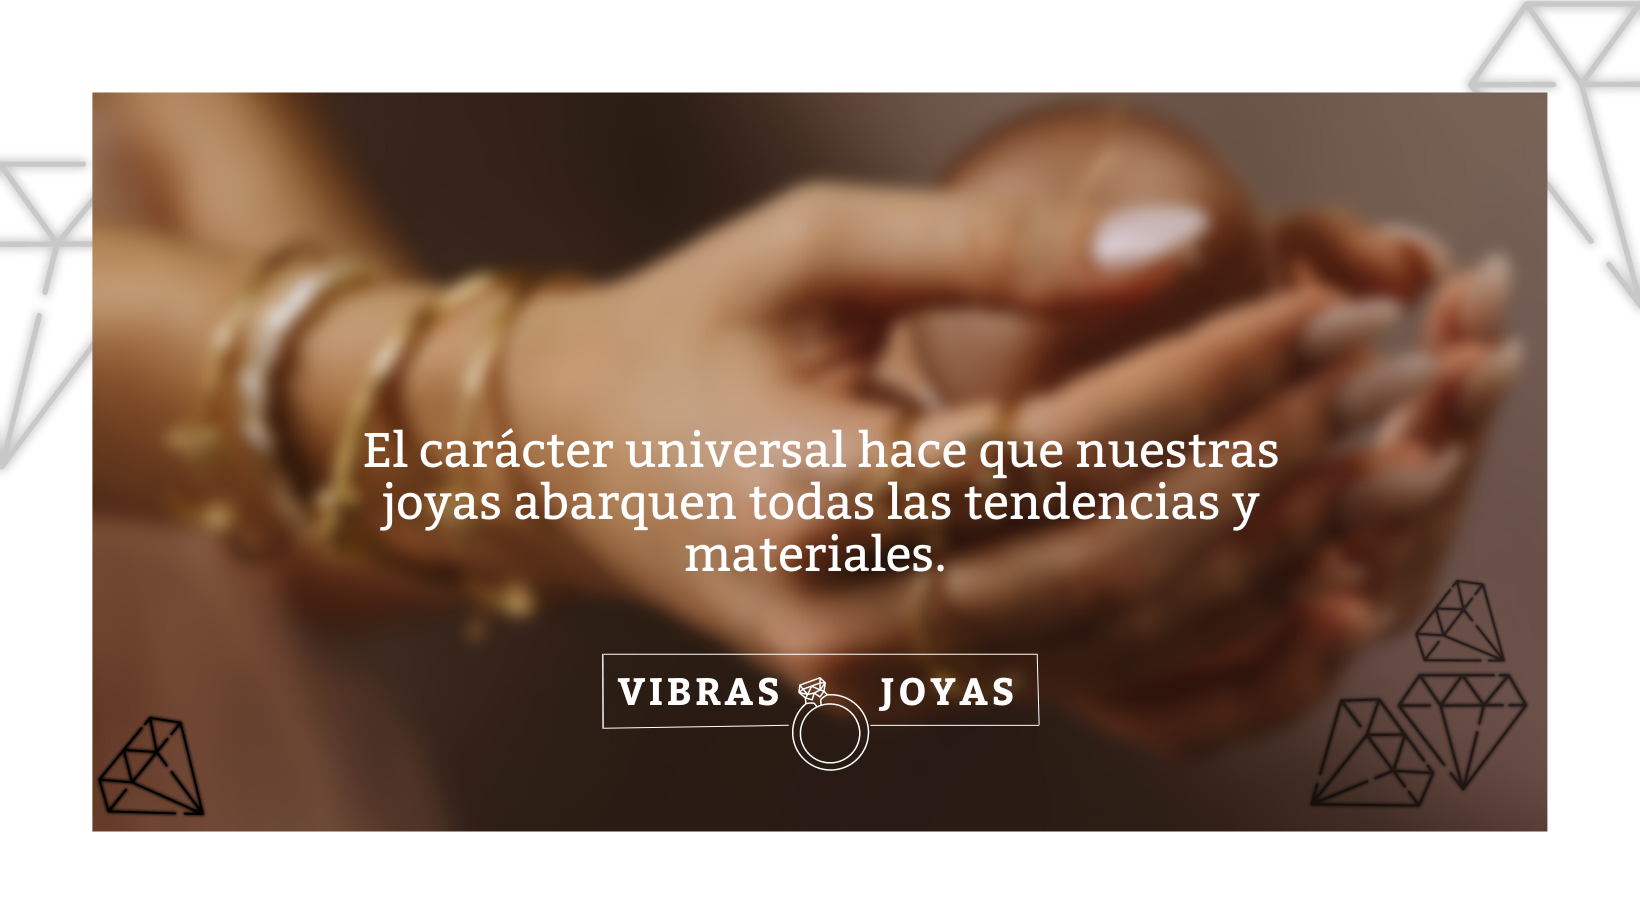 El carácter universal hace que nuestras
joyas abarquen todas las tendencias y
materiales.
VIBRAS JOYAS